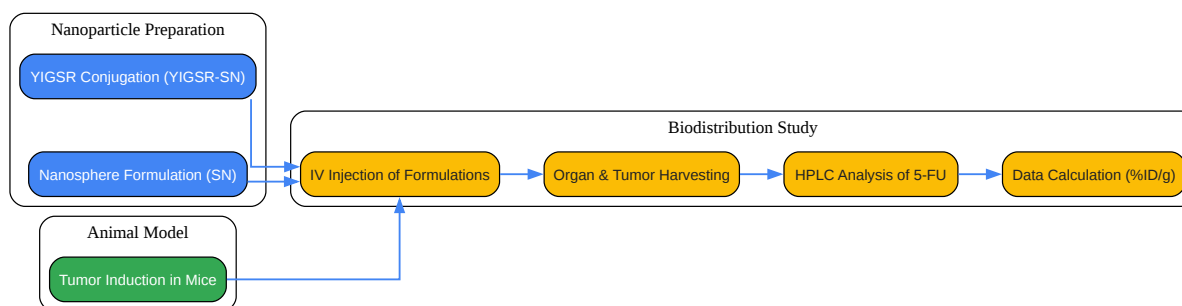 Nanoparticle Preparation
YIGSR Conjugation (YIGSR-SN)
Nanosphere Formulation (SN)
Biodistribution Study
IV Injection of Formulations
Organ & Tumor Harvesting
HPLC Analysis of 5-FU
Data Calculation (%ID/g)
Animal Model
Tumor Induction in Mice